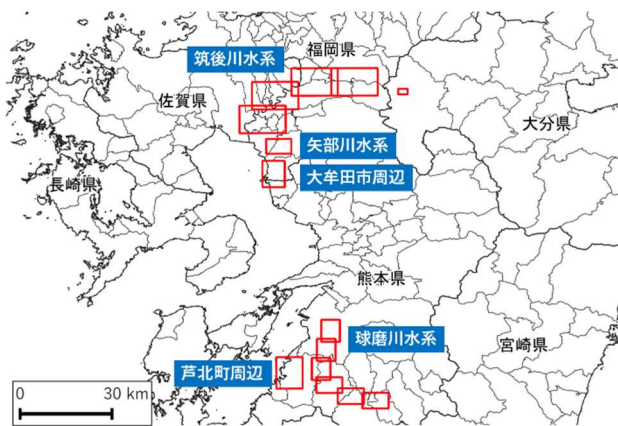 福岡県
筑後川水系
佐賀県
大分県
矢部川水系
大牟田市周辺
長崎県
熊本県
球磨川水系
宮崎県
芦北町周辺
0 30 km